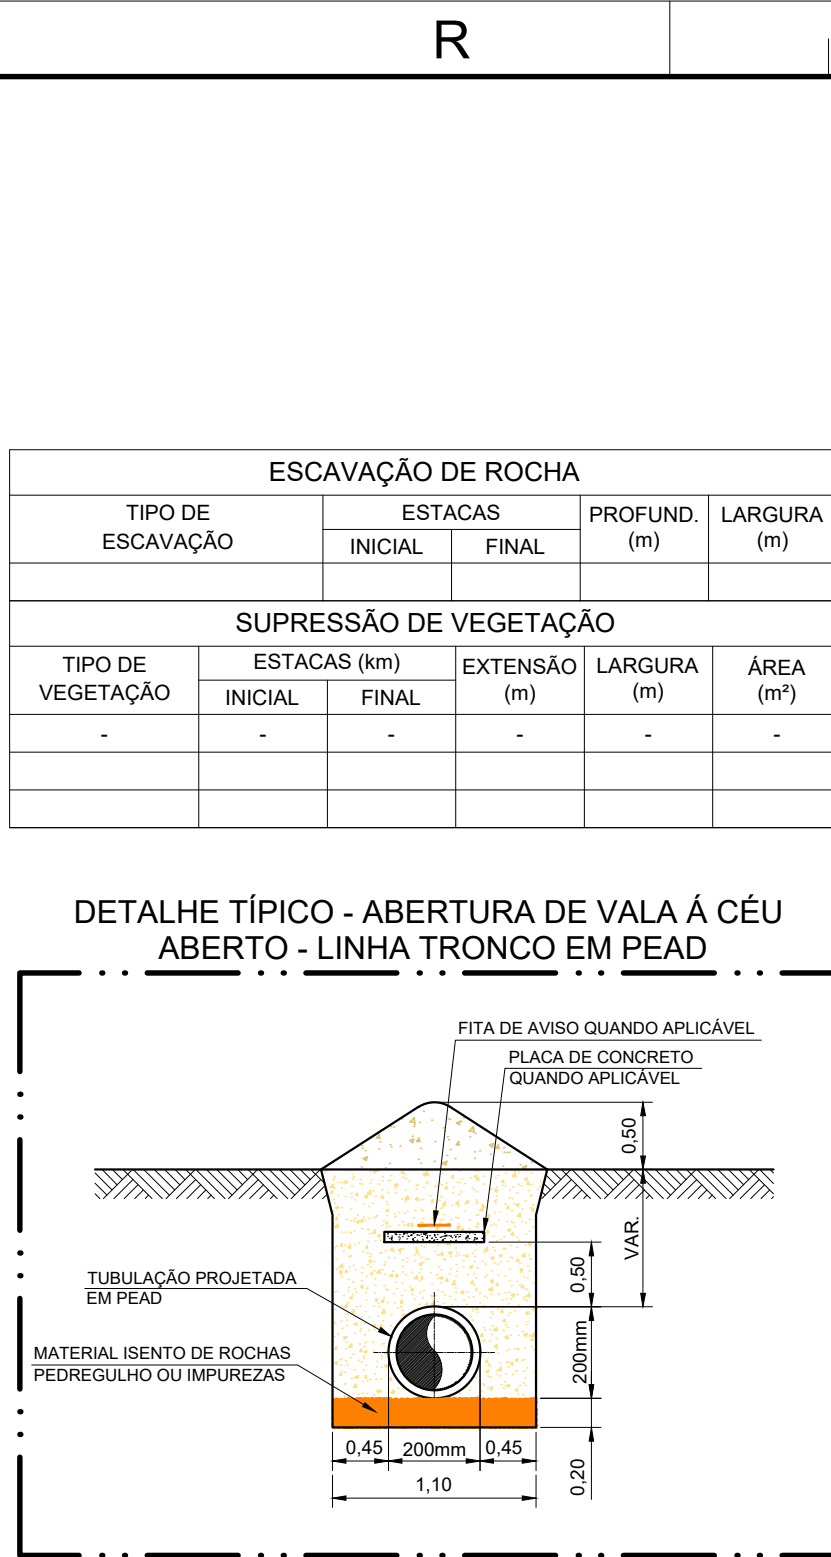 R
ESCAVAÇÃO DE ROCHA
TIPO DE
ESCAVAÇÃO
ESTACAS
INICIAL
FINAL
PROFUND.
(m)
LARGURA
(m)
SUPRESSÃO DE VEGETAÇÃO
TIPO DE
VEGETAÇÃO
ESTACAS (km)
INICIAL
FINAL
EXTENSÃO
(m)
LARGURA
(m)
ÁREA
(m²)
- - - - - -
DETALHE TÍPICO - ABERTURA DE VALA Á CÉU
ABERTO - LINHA TRONCO EM PEAD
FITA DE AVISO QUANDO APLICÁVEL
PLACA DE CONCRETO
QUANDO APLICÁVEL
0,50
VAR.
0,50
TUBULAÇÃO PROJETADA
EM PEAD
200mm
MATERIAL ISENTO DE ROCHAS
PEDREGULHO OU IMPUREZAS
0,45
200mm
0,45
0,20
1,10